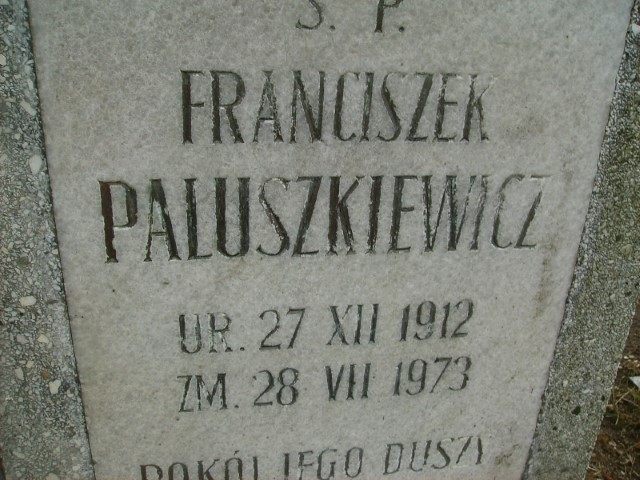 Ś. P.
FRANCISZEK
PALUSZKIEWICZ
UR. 27 XII 1912
ZM. 28 VII 1973
POKÓJ JEGO DUSZY